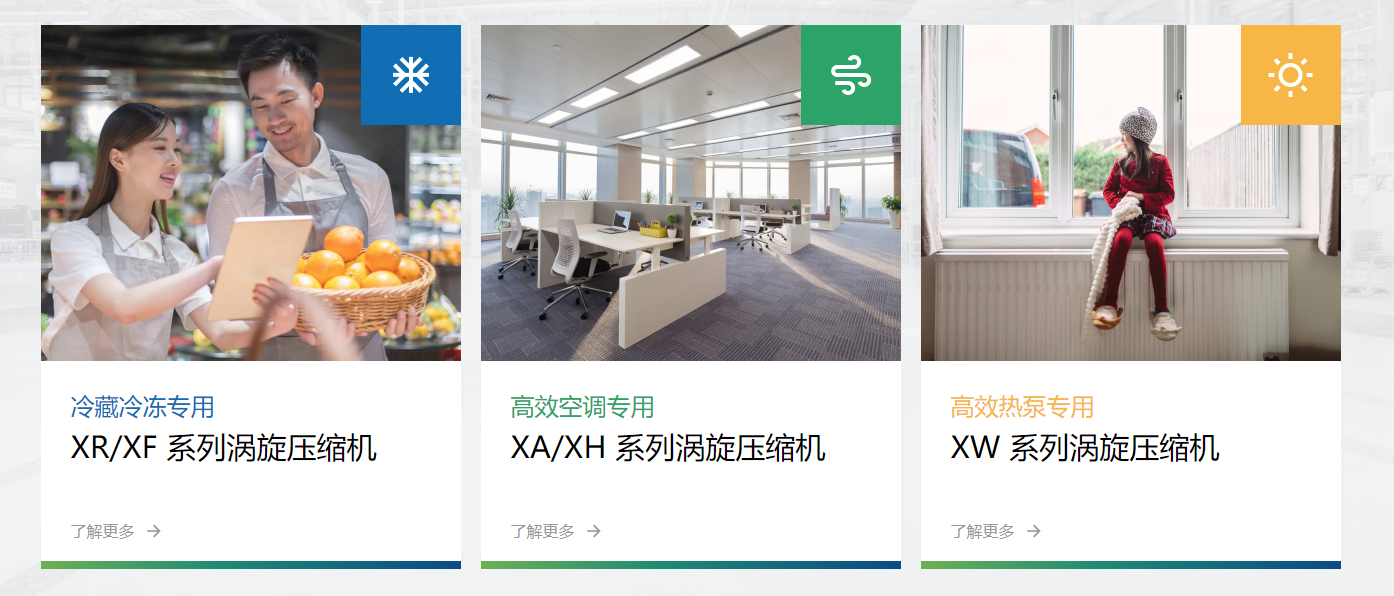 冷藏冷冻专用
XR/XF 系列涡旋压缩机
了解更多
高效空调专用
XA/XH 系列涡旋压缩机
了解更多
高效热泵专用
XW 系列涡旋压缩机
了解更多